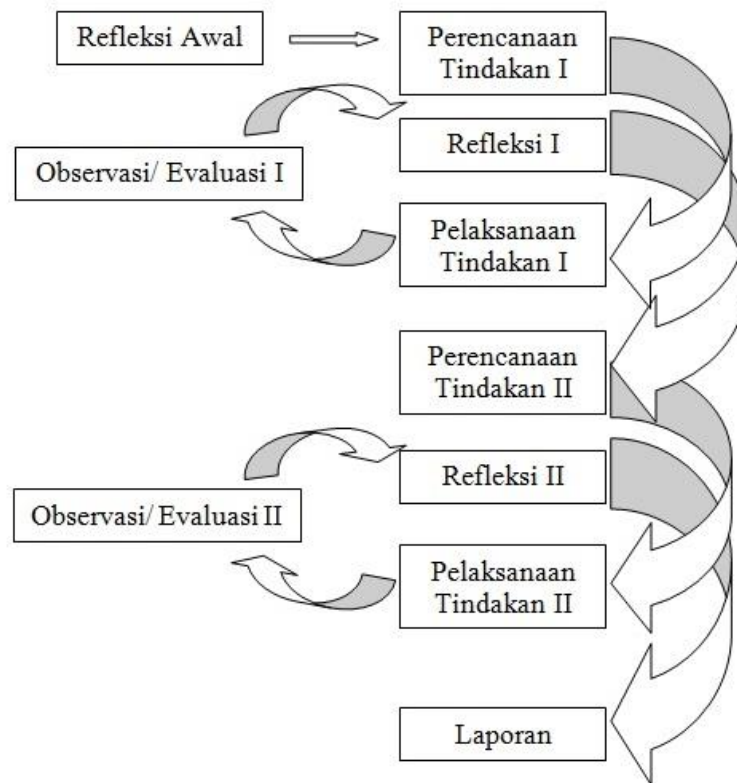 Refleksi Awal
Perencanaan
Tindakan I
Refleksi I
Observasi/ Evaluasi I
Pelaksanaan
Tindakan I
Perencanaan
Tindakan II
Refleksi II
Observasi/ Evaluasi II
Pelaksanaan
Tindakan II
Laporan